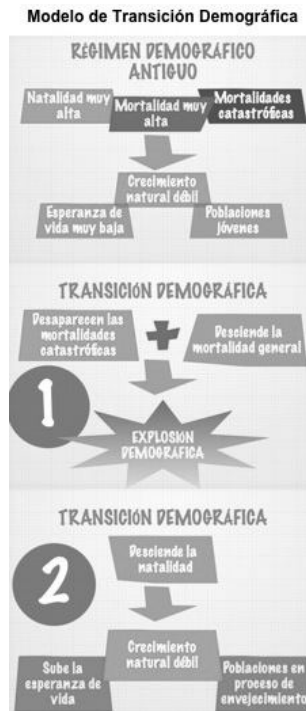 Modelo de Transición Demográfica
RÉGIMEN DEMOGRÁFICO
ANTIGUO
Natalidad muy
alta
Mortalidad muy
alta
Mortalidades
catastróficas
Crecimiento
natural débil
Esperanza de
vida muy baja
Poblaciones
jóvenes
TRANSICIÓN DEMOGRÁFICA
Desaparecen las
mortalidades
catastróficas
+
Desciende la
mortalidad general
1
EXPLOSIÓN
DEMOGRÁFICA
TRANSICIÓN DEMOGRÁFICA
2
Desciende la
natalidad
Crecimiento
natural débil
Sube la
esperanza de
vida
Poblaciones en
proceso de
envejecimiento